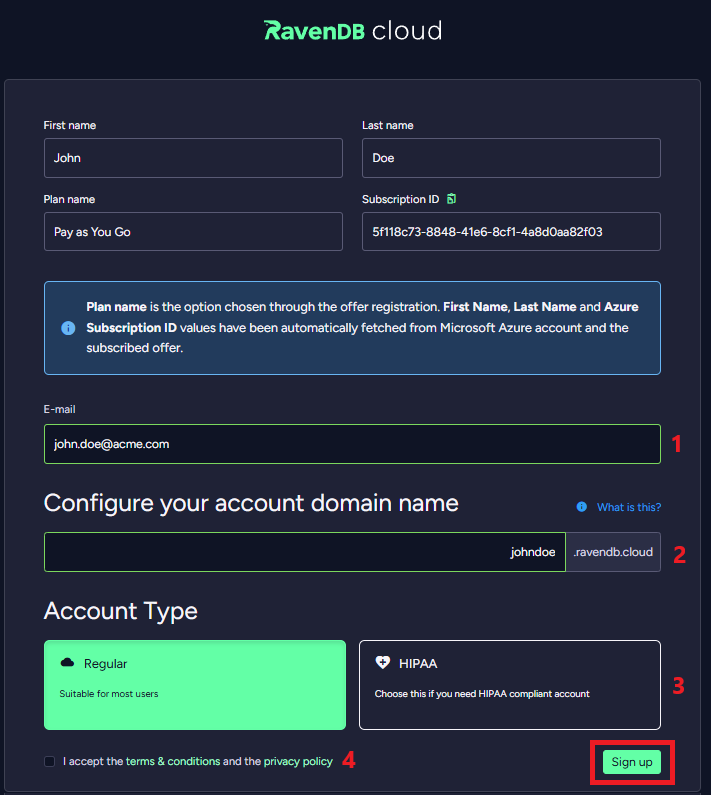 RavenDB cloud
First name
Last name
John
Doe
Plan name
Subscription ID
Pay as You Go
5f118c73-8848-41e6-8cf1-4a8d0aa82f03
Plan name is the option chosen through the offer registration. First Name, Last Name and Azure
Subscription ID values have been automatically fetched from Microsoft Azure account and the
subscribed offer.
E-mail
john.doe@acme.com
1
Configure your account domain name
What is this?
johndoe
.ravendb.cloud
2
Account Type
Regular
Suitable for most users
HIPAA
Choose this if you need HIPAA compliant account
3
I accept the terms & conditions and the privacy policy
4
Sign up